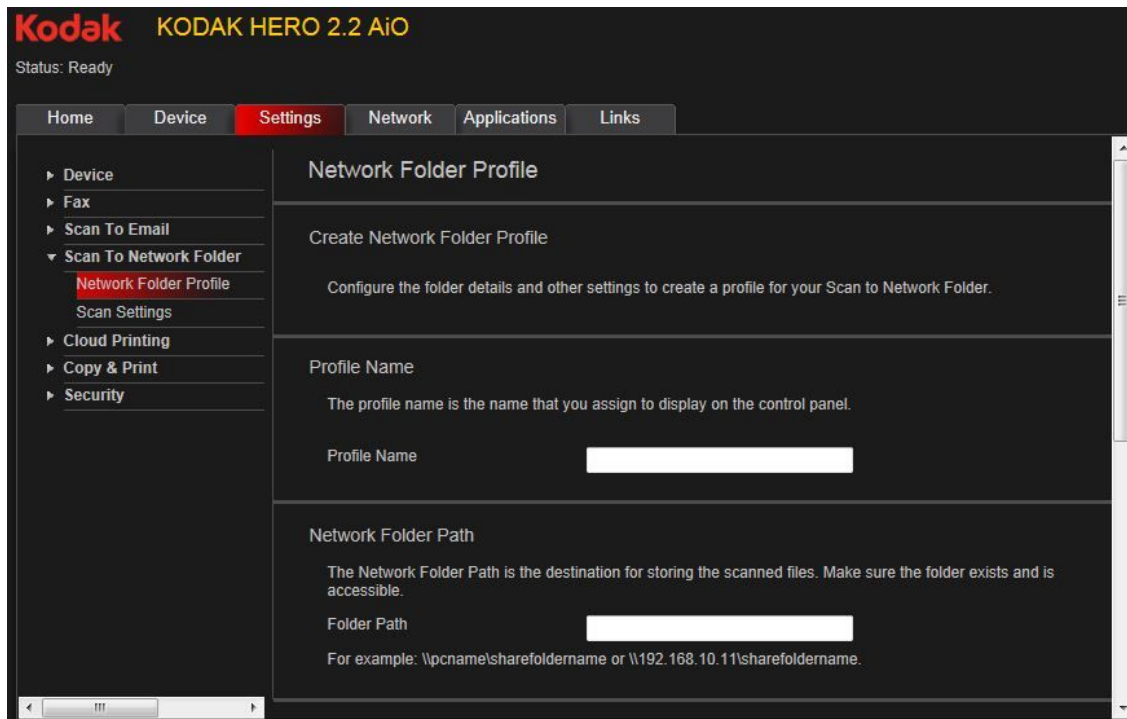 Kodak KODAK HERO 2.2 AiO
Status: Ready
Home Device Settings Network Applications Links
Device
Fax
Scan To Email
Scan To Network Folder
Network Folder Profile
Scan Settings
Cloud Printing
Copy & Print
Security
Network Folder Profile
Create Network Folder Profile
Configure the folder details and other settings to create a profile for your Scan to Network Folder.
Profile Name
The profile name is the name that you assign to display on the control panel.
Profile Name
Network Folder Path
The Network Folder Path is the destination for storing the scanned files. Make sure the folder exists and is
accessible.
Folder Path
For example: \\pcname\sharefoldername or \\192.168.10.11\sharefoldername.